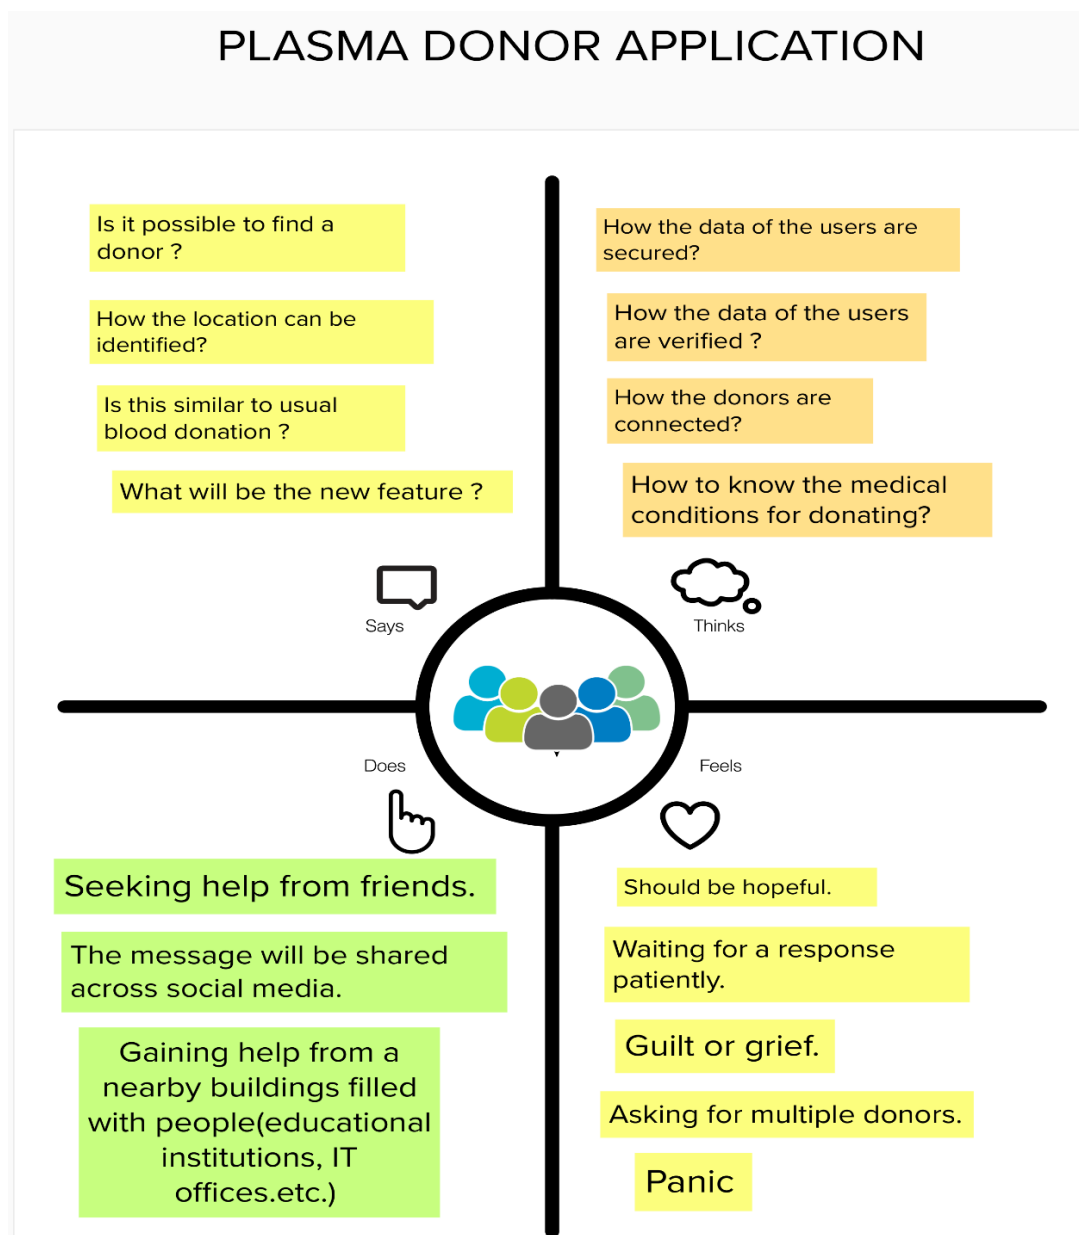 PLASMA DONOR APPLICATION
Is it possible to find a
donor ?
How the location can be
identified?
Is this similar to usual
blood donation ?
What will be the new feature ?
Says
How the data of the users are
secured?
How the data of the users
are verified ?
How the donors are
connected?
How to know the medical
conditions for donating?
Thinks
Does
Seeking help from friends.
The message will be shared
across social media.
Gaining help from a
nearby buildings filled
with people(educational
institutions, IT
offices.etc.)
Feels
Should be hopeful.
Waiting for a response
patiently.
Guilt or grief.
Asking for multiple donors.
Panic